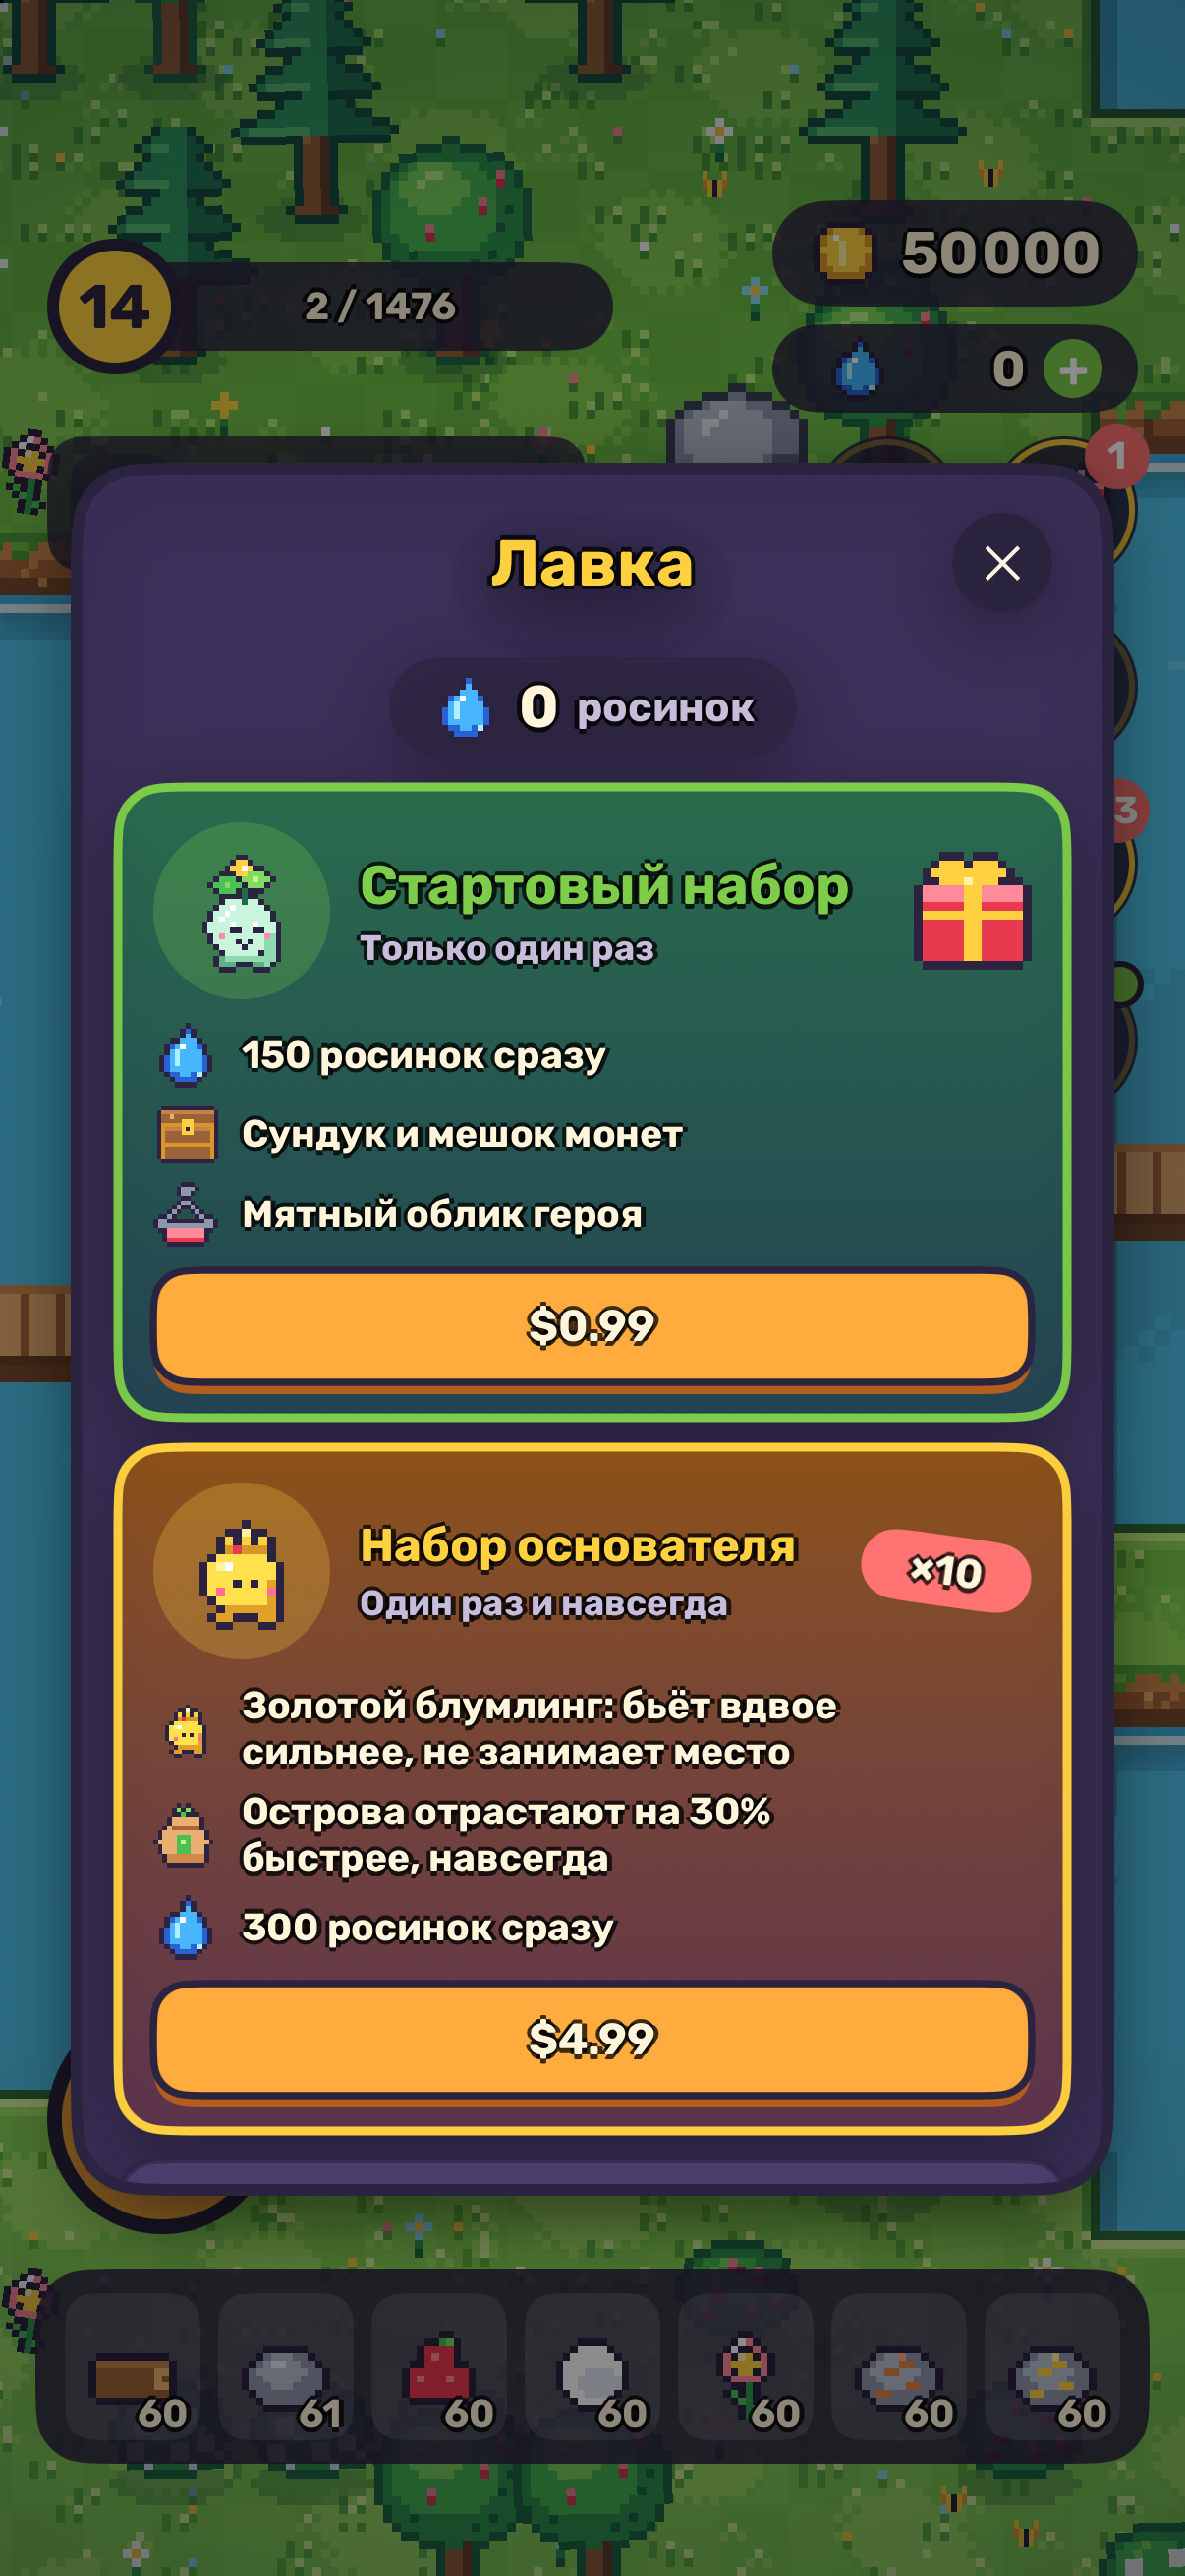 50000
14
2 / 1476
0 +
1
Лавка
0 росинок
3
Стартовый набор
Только один раз
150 росинок сразу
Сундук и мешок монет
Мятный облик героя
$0.99
Набор основателя
Один раз и навсегда
×10
Золотой блумлинг: бьёт вдвое
сильнее, не занимает место
Острова отрастают на 30%
быстрее, навсегда
300 росинок сразу
$4.99
60 61 60 60 60 60 60